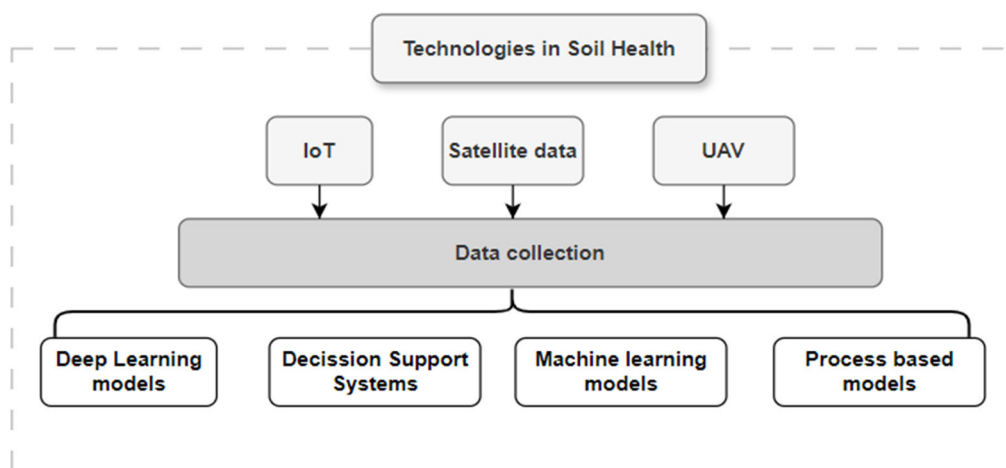 Technologies in Soil Health
IoT
Satellite data
UAV
Data collection
Deep Learning
models
Decission Support
Systems
Machine learning
models
Process based
models